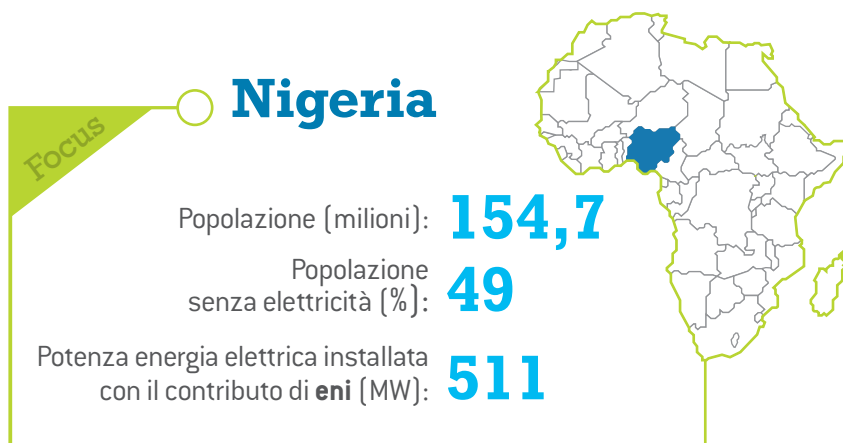 Focus
Nigeria
Popolazione (milioni): 154,7
Popolazione
senza elettricità (%): 49
Potenza energia elettrica installata
con il contributo di eni (MW): 511